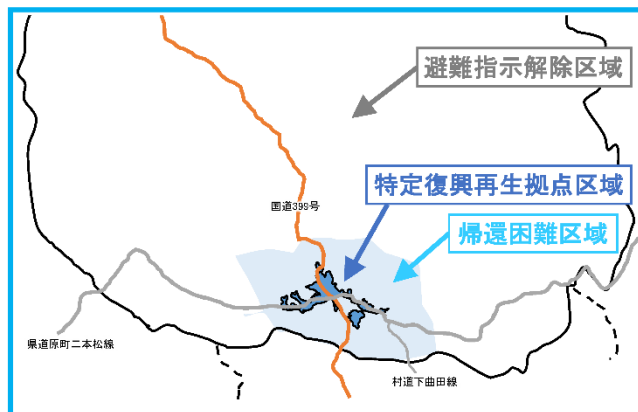 避難指示解除区域
特定復興再生拠点区域
国道399号
帰還困難区域
県道原町二本松線
村道下曲田線